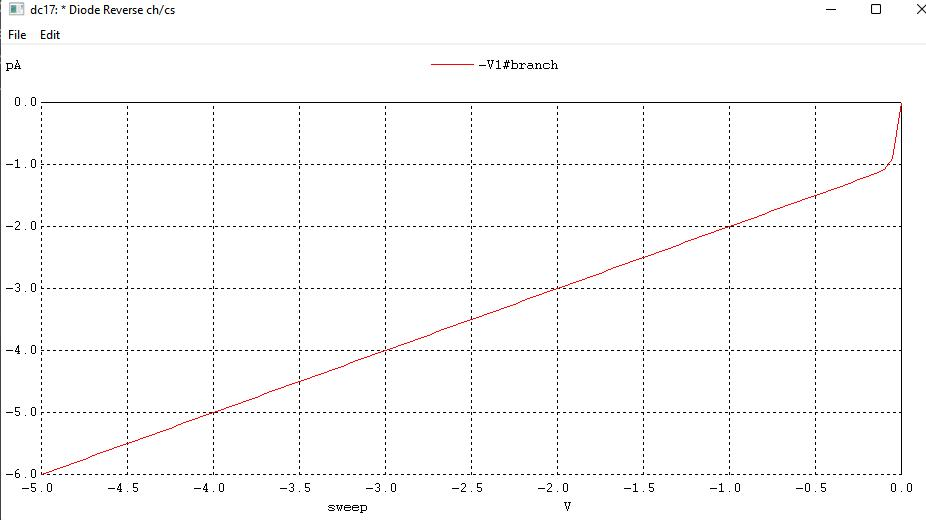 dc17: * Diode Reverse ch/cs
File Edit
pA
-V1#branch
0.0
-1.0
-2.0
-3.0
-4.0
-5.0
-6.0
-5.0 -4.5 -4.0 -3.5 -3.0 -2.5 -2.0 -1.5 -1.0 -0.5 0.0
sweep V